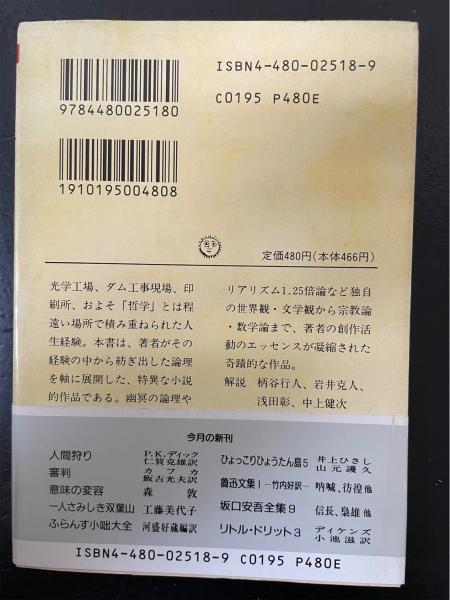 ISBN4-480-02518-9
9784480025180
C0195 P480E
1910195004808
定価480円(本体466円)
光学工場、ダム工事現場、印
刷所、およそ「哲学」とは程
遠い場所で積み重ねられた人
生経験。本書は、著者がその
経験の中から紡ぎ出した論理
を軸に展開した、特異な小説
的作品である。幽冥の論理や
リアリズム1.25倍論など独自
の世界観・文学観から宗教論
・数学論まで、著者の創作活
動のエッセンスが凝縮された
奇蹟的な作品。
解説 柄谷行人、岩井克人、
浅田彰、中上健次
今月の新刊
人間狩り P.K.ディック 仁賀克雄訳
審判 カフカ 飯吉光夫訳
意味の変容 森敦
一人さみしき双葉山 工藤美代子
ふらんす小咄大全 河盛好蔵編訳
ひょっこりひょうたん島5 井上ひさし 山元護久
魯迅文集1-竹内好訳- 吶喊、彷徨他
坂口安吾全集9 信長、梟雄他
リトル・ドリット3 ディケンズ 小池滋訳
ISBN4-480-02518-9 C0195 P480E